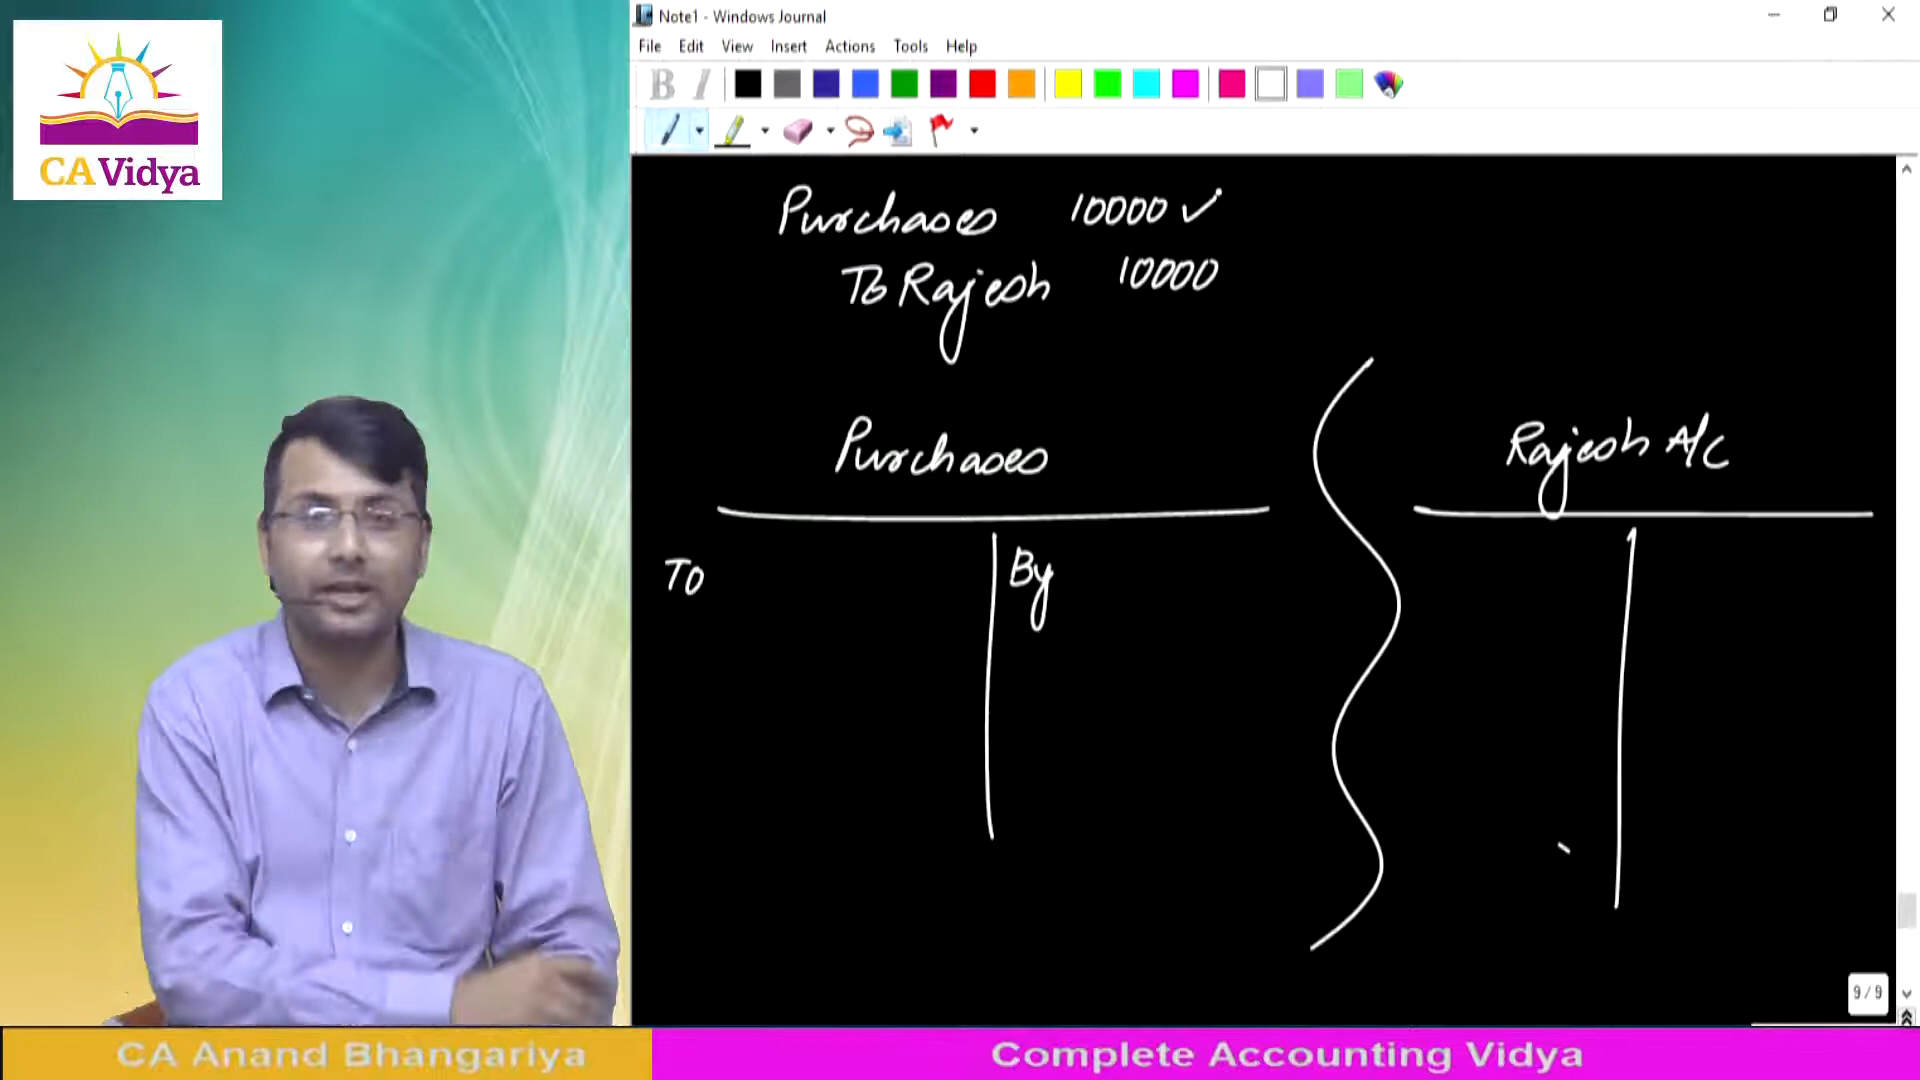 CA Vidya
Note1 - Windows Journal
File Edit View Insert Actions Tools Help
B I
Purchases 10000 ✓
To Rajesh 10000
Purchases
To By
Rajesh A/C
9 / 9
CA Anand Bhangariya
Complete Accounting Vidya